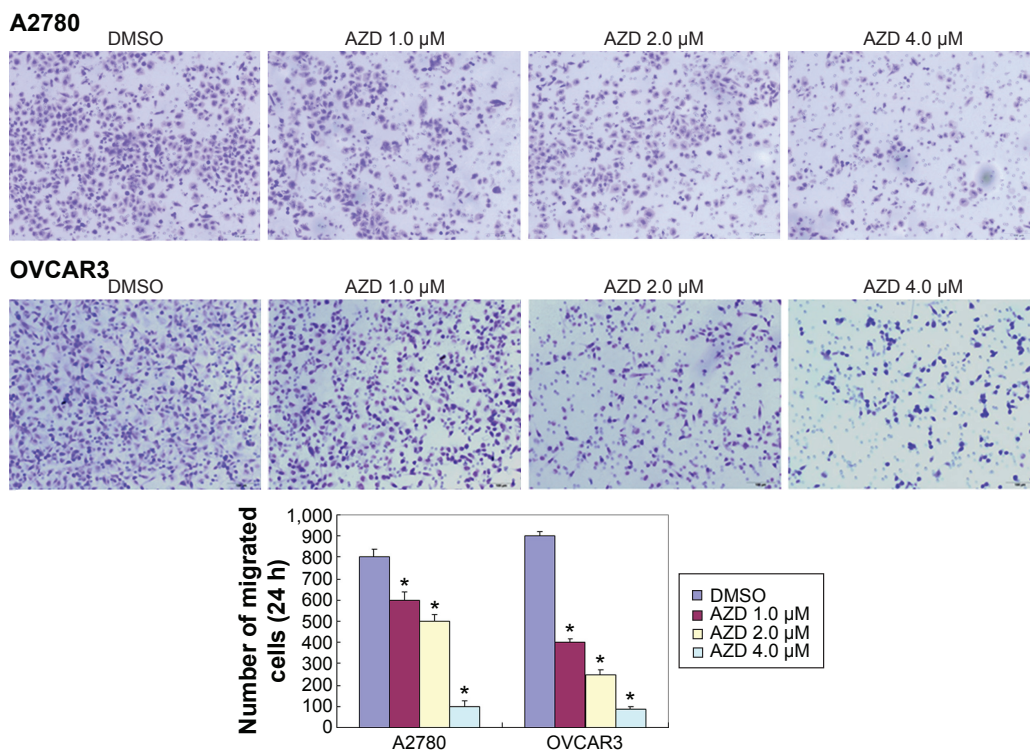 A2780
DMSO AZD 1.0 µM AZD 2.0 µM AZD 4.0 µM
OVCAR3
DMSO AZD 1.0 µM AZD 2.0 µM AZD 4.0 µM
Number of migrated
cells (24 h)
1,000
900
800
700
600
500
400
300
200
100
0
* * *
* * *
A2780 OVCAR3
DMSO
AZD 1.0 µM
AZD 2.0 µM
AZD 4.0 µM